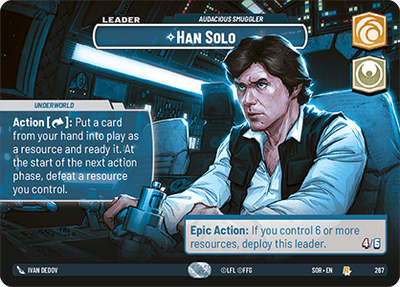 LEADER
AUDACIOUS SMUGGLER
HAN SOLO
UNDERWORLD
Action [ ]: Put a card
from your hand into play as
a resource and ready it. At
the start of the next action
phase, defeat a resource
you control.
Epic Action: If you control 6 or more
resources, deploy this leader.
4 6
IVAN DEDOV
©LFL ©FFG
SOR • EN
267